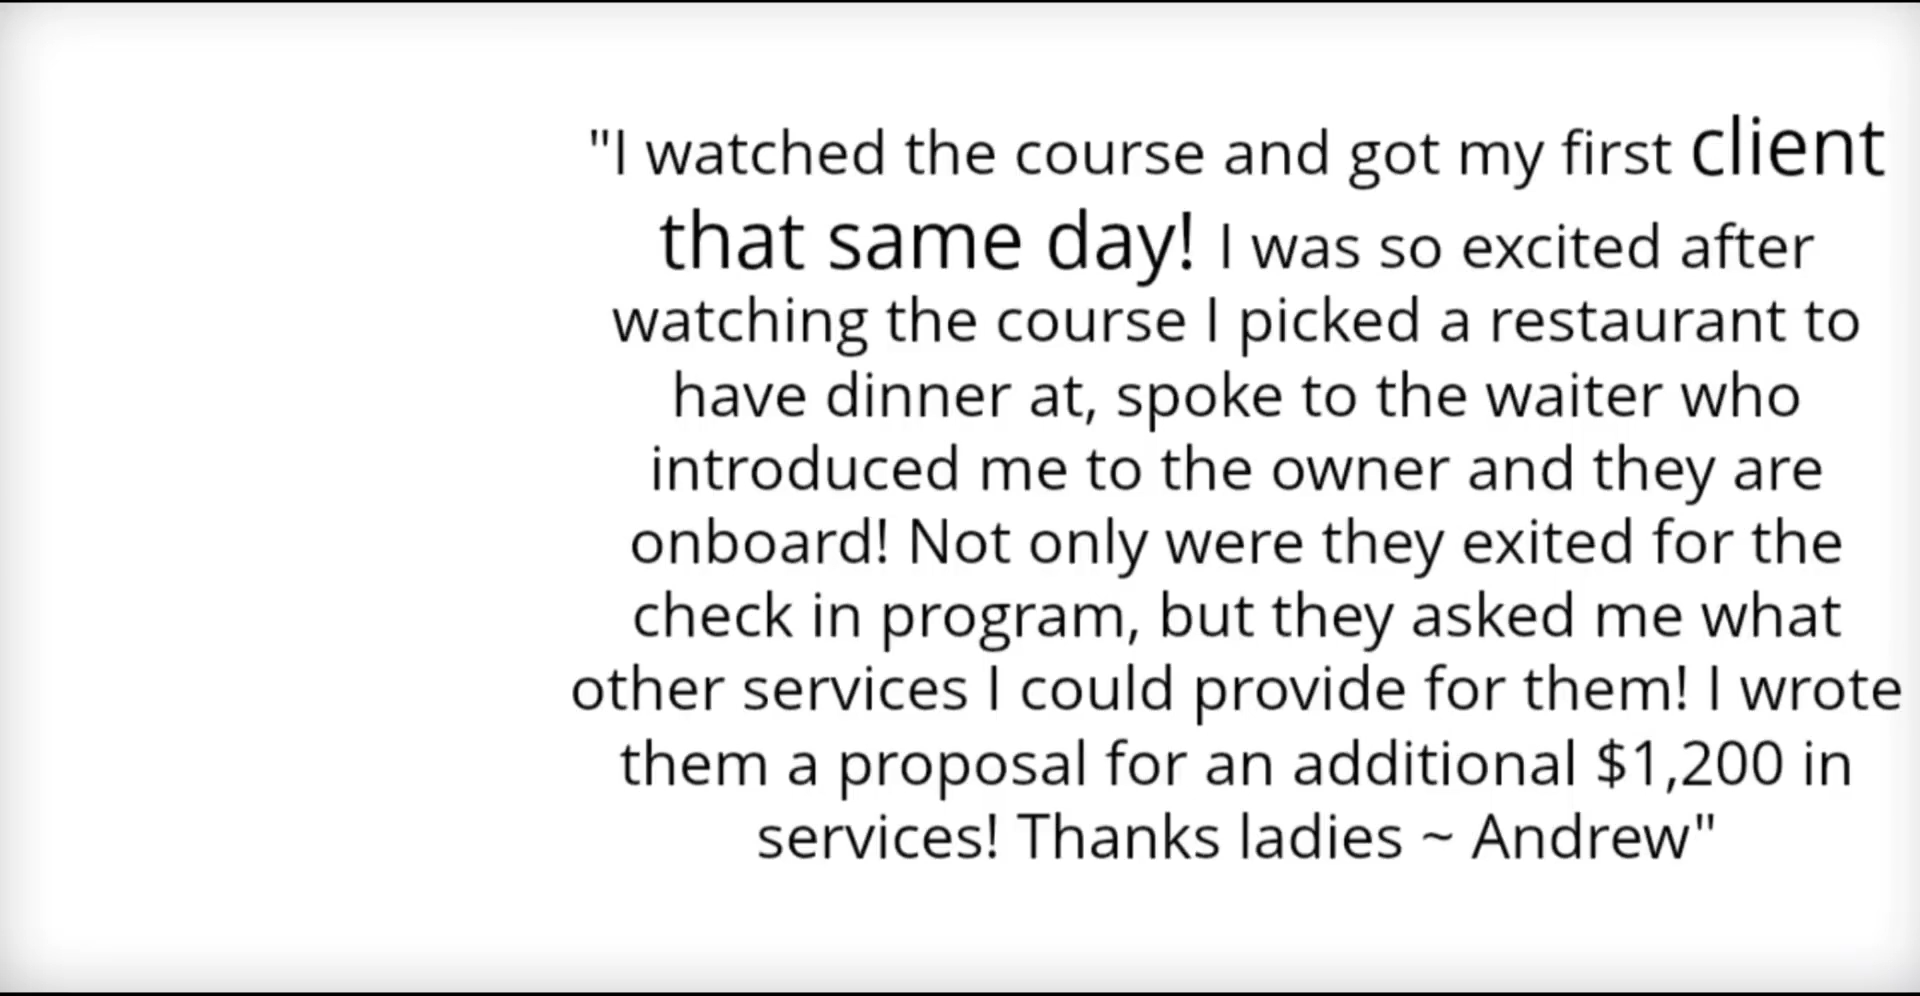 "I watched the course and got my first client
that same day! I was so excited after
watching the course I picked a restaurant to
have dinner at, spoke to the waiter who
introduced me to the owner and they are
onboard! Not only were they exited for the
check in program, but they asked me what
other services I could provide for them! I wrote
them a proposal for an additional $1,200 in
services! Thanks ladies ~ Andrew"